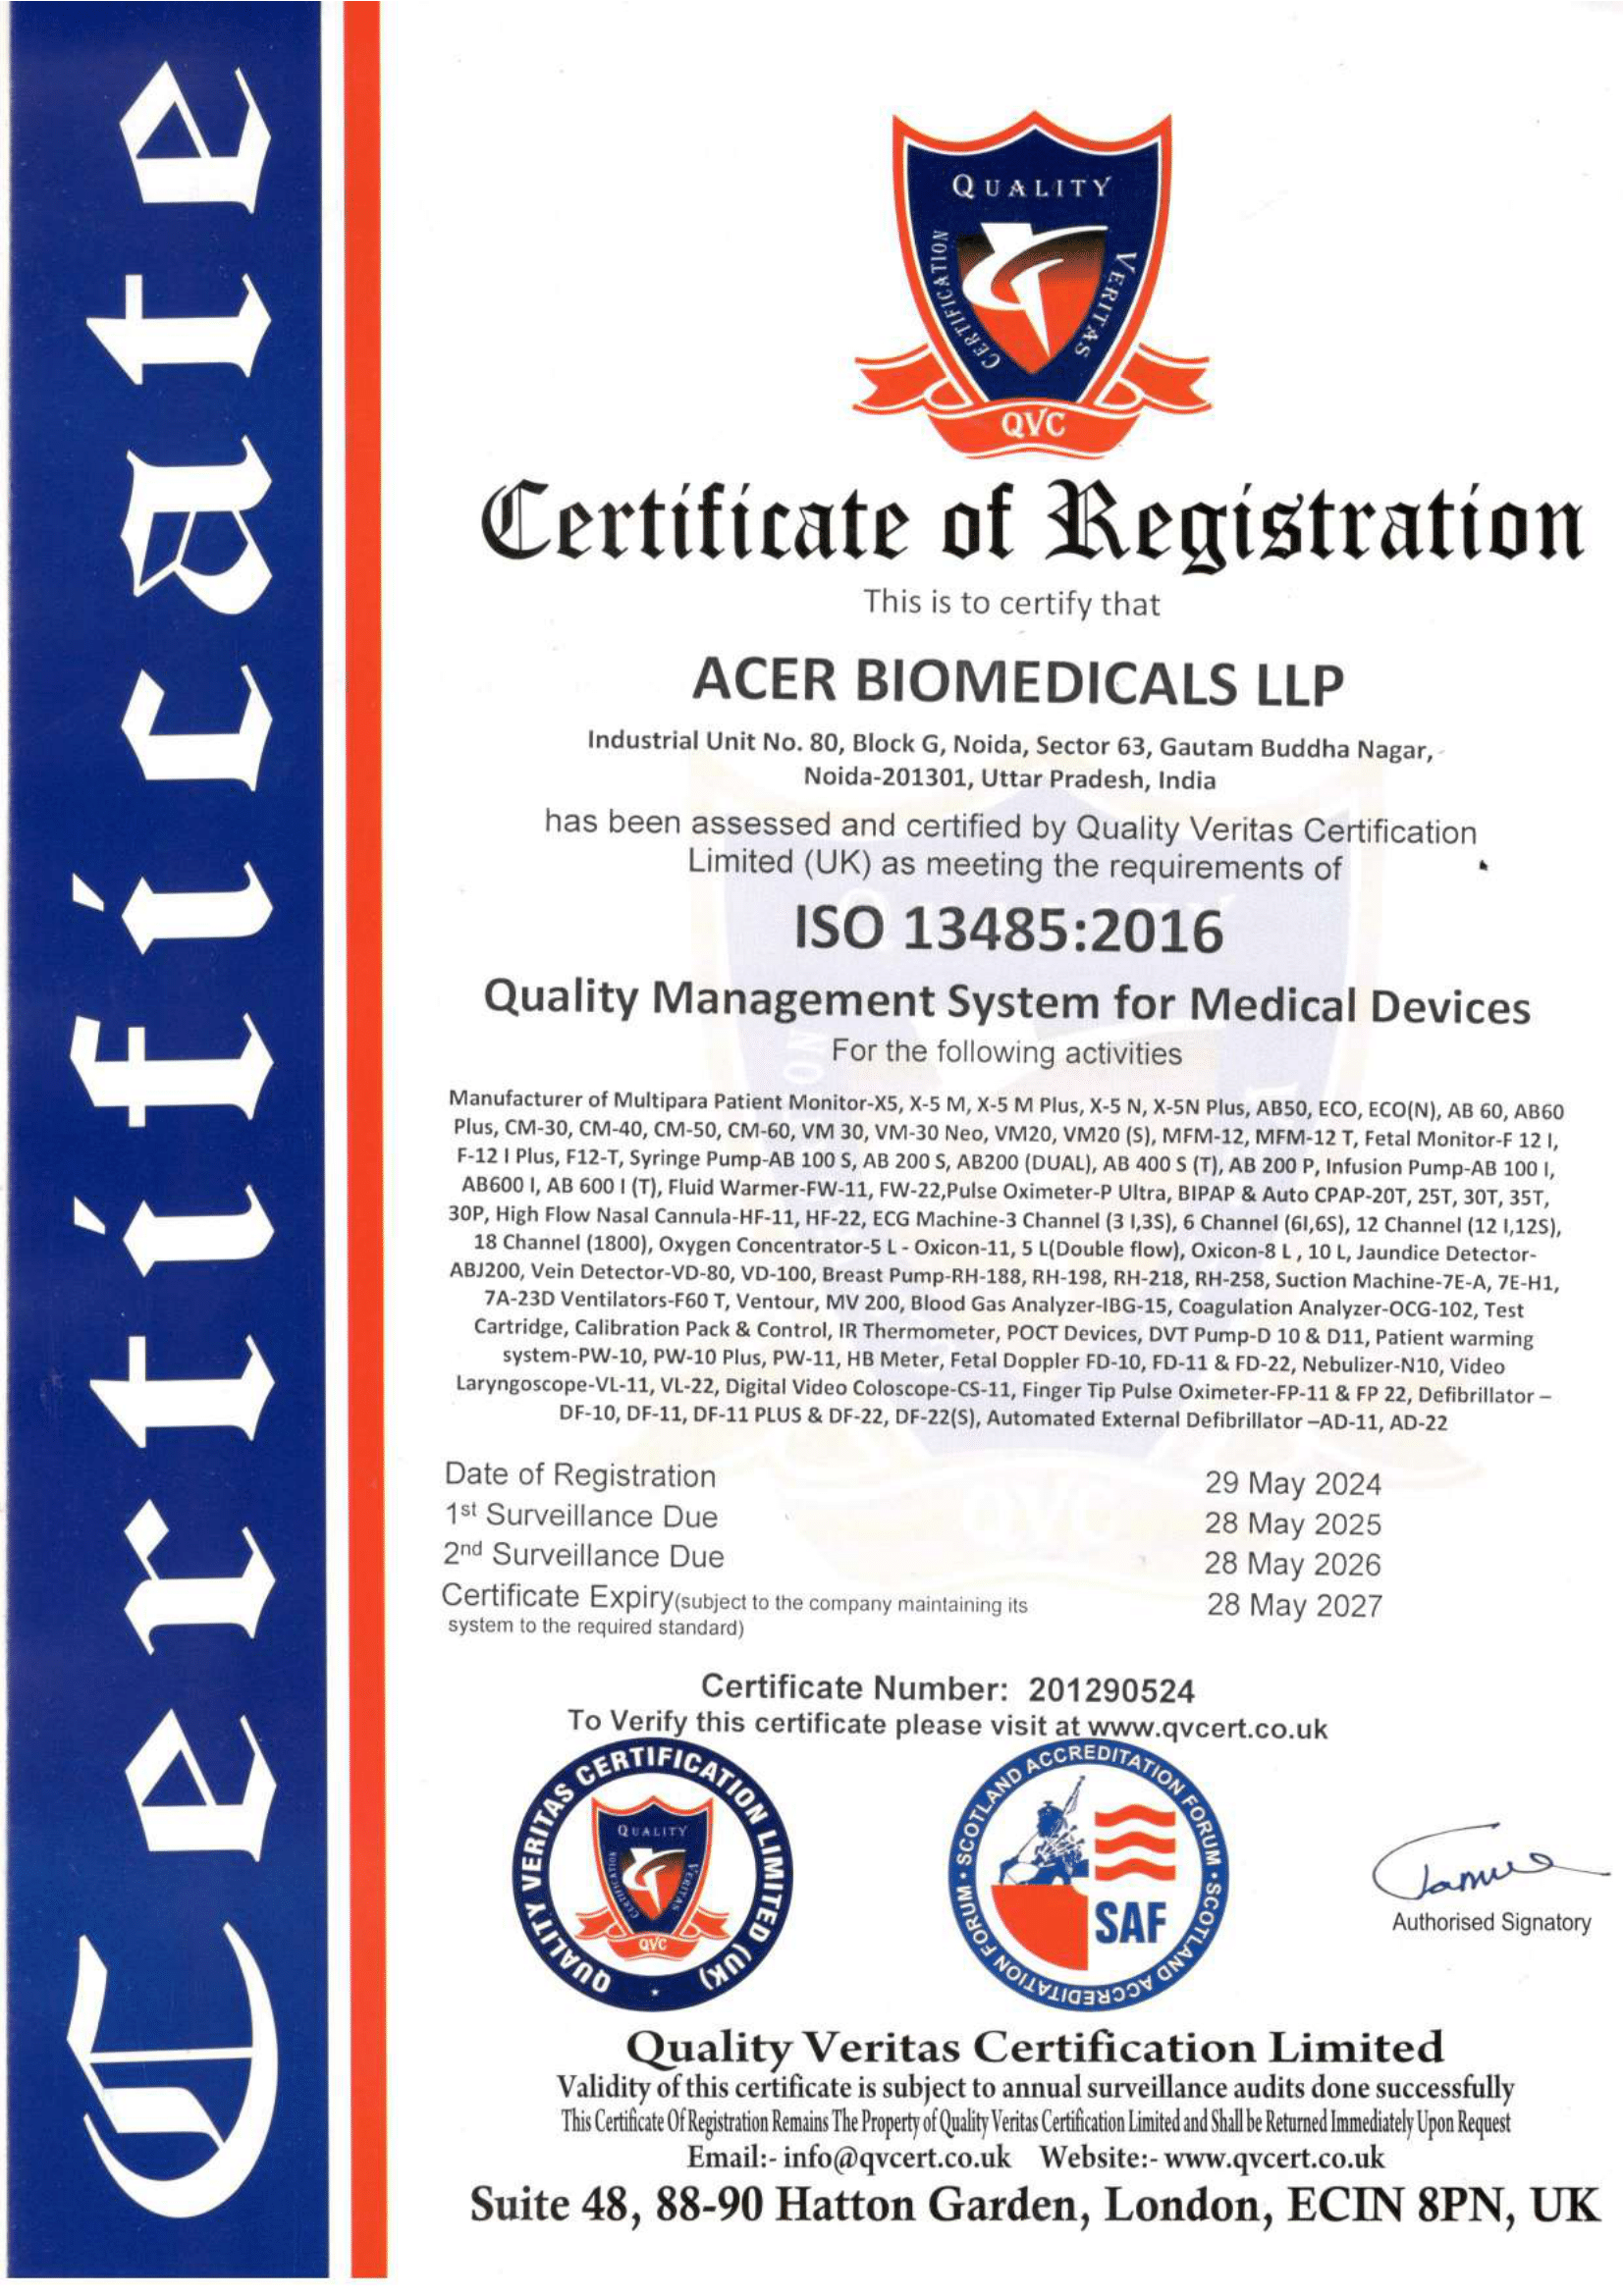 Certificate
QUALITY
CERTIFICATION
VERITAS
QVC
Certificate of Registration
This is to certify that
ACER BIOMEDICALS LLP
Industrial Unit No. 80, Block G, Noida, Sector 63, Gautam Buddha Nagar,
Noida-201301, Uttar Pradesh, India
has been assessed and certified by Quality Veritas Certification
Limited (UK) as meeting the requirements of
ISO 13485:2016
Quality Management System for Medical Devices
For the following activities
Manufacturer of Multipara Patient Monitor-X5, X-5 M, X-5 M Plus, X-5 N, X-5N Plus, AB50, ECO, ECO(N), AB 60, AB60
Plus, CM-30, CM-40, CM-50, CM-60, VM 30, VM-30 Neo, VM20, VM20 (S), MFM-12, MFM-12 T, Fetal Monitor-F 12 I,
F-12 I Plus, F12-T, Syringe Pump-AB 100 S, AB 200 S, AB200 (DUAL), AB 400 S (T), AB 200 P, Infusion Pump-AB 100 I,
AB600 I, AB 600 I (T), Fluid Warmer-FW-11, FW-22,Pulse Oximeter-P Ultra, BIPAP & Auto CPAP-20T, 25T, 30T, 35T,
30P, High Flow Nasal Cannula-HF-11, HF-22, ECG Machine-3 Channel (3 I,3S), 6 Channel (6I,6S), 12 Channel (12 I,12S),
18 Channel (1800), Oxygen Concentrator-5 L - Oxicon-11, 5 L(Double flow), Oxicon-8 L , 10 L, Jaundice Detector-
ABJ200, Vein Detector-VD-80, VD-100, Breast Pump-RH-188, RH-198, RH-218, RH-258, Suction Machine-7E-A, 7E-H1,
7A-23D Ventilators-F60 T, Ventour, MV 200, Blood Gas Analyzer-IBG-15, Coagulation Analyzer-OCG-102, Test
Cartridge, Calibration Pack & Control, IR Thermometer, POCT Devices, DVT Pump-D 10 & D11, Patient warming
system-PW-10, PW-10 Plus, PW-11, HB Meter, Fetal Doppler FD-10, FD-11 & FD-22, Nebulizer-N10, Video
Laryngoscope-VL-11, VL-22, Digital Video Coloscope-CS-11, Finger Tip Pulse Oximeter-FP-11 & FP 22, Defibrillator –
DF-10, DF-11, DF-11 PLUS & DF-22, DF-22(S), Automated External Defibrillator –AD-11, AD-22
Date of Registration 29 May 2024
1st Surveillance Due 28 May 2025
2nd Surveillance Due 28 May 2026
Certificate Expiry(subject to the company maintaining its 28 May 2027
system to the required standard)
Certificate Number: 201290524
To Verify this certificate please visit at www.qvcert.co.uk
QUALITY VERITAS CERTIFICATION LIMITED (UK)
QUALITY
CERTIFICATION
VERITAS
QVC
SCOTLAND ACCREDITATION FORUM • SCOTLAND ACCREDITATION FORUM •
SAF
Authorised Signatory
Quality Veritas Certification Limited
Validity of this certificate is subject to annual surveillance audits done successfully
This Certificate Of Registration Remains The Property of Quality Veritas Certification Limited and Shall be Returned Immediately Upon Request
Email:- info@qvcert.co.uk Website:- www.qvcert.co.uk
Suite 48, 88-90 Hatton Garden, London, ECIN 8PN, UK